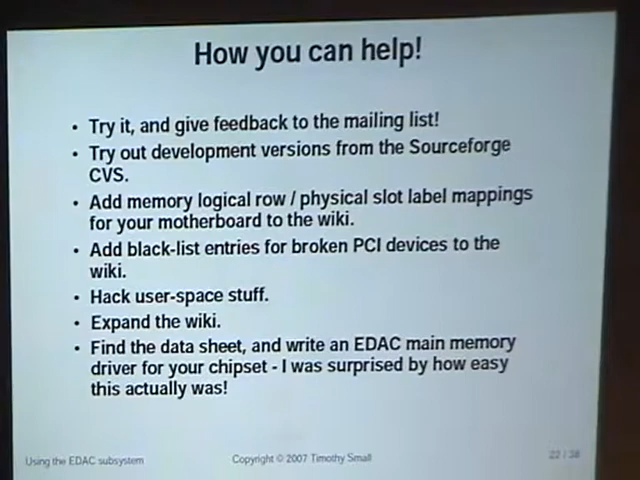 How you can help!
• Try it, and give feedback to the mailing list!
• Try out development versions from the Sourceforge
CVS.
• Add memory logical row / physical slot label mappings
for your motherboard to the wiki.
• Add black-list entries for broken PCI devices to the
wiki.
• Hack user-space stuff.
• Expand the wiki.
• Find the data sheet, and write an EDAC main memory
driver for your chipset - I was surprised by how easy
this actually was!
Using the EDAC subsystem
Copyright © 2007 Timothy Small
22 / 38